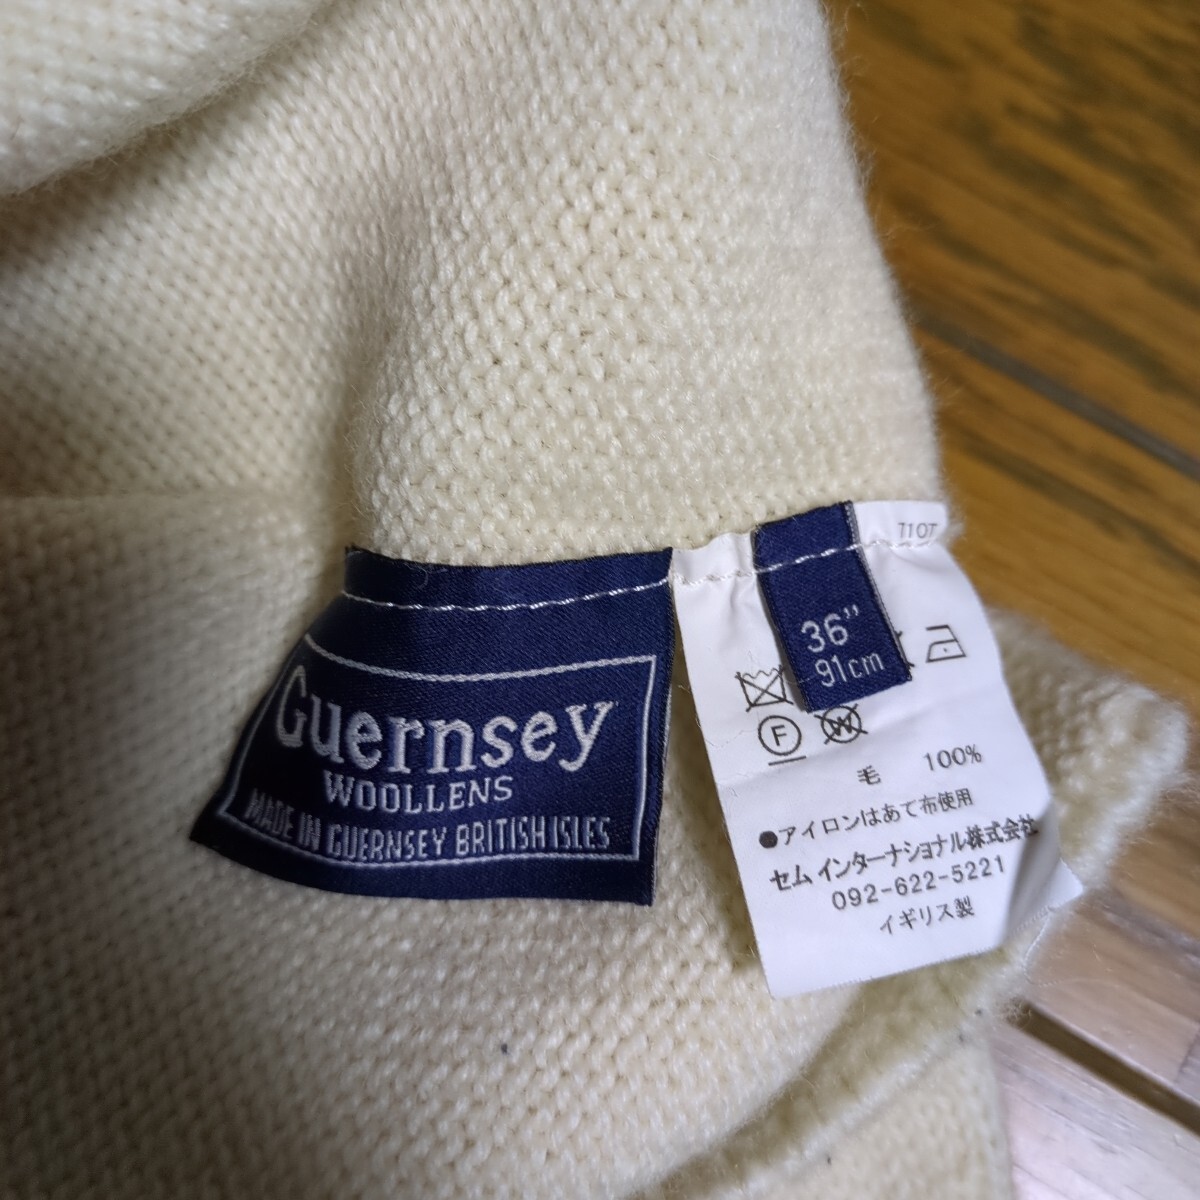 Guernsey
WOOLLENS
MADE IN GUERNSEY BRITISH ISLES
36"
91cm
T10T
F
W
毛 100%
●アイロンはあて布使用
セムインターナショナル株式会社
092-622-5221
イギリス製